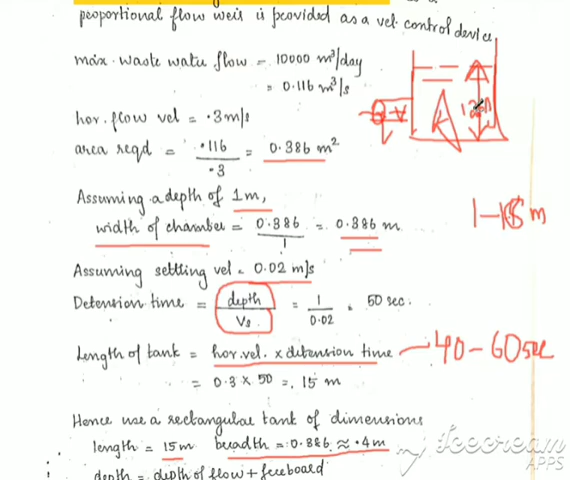 proportional flow weir is provided as a vel. control device,
max. waste water flow = 10000 m³/day
= 0.116 m³/s
hor. flow vel = .3 m/s
area reqd = .116 / .3 = 0.386 m²
Assuming a depth of 1m,
width of chamber = 0.386 / 1 = 0.386 m
1-1.8 m
Assuming settling vel. = 0.02 m/s
Detension time = depth / Vs = 1 / 0.02 = 50 sec.
Length of tank = hor. vel. x detension time - 40-60 sec
= 0.3 x 50 = 15 m
Hence use a rectangular tank of dimensions
length = 15m breadth = 0.386 ≈ .4m
depth = depth of flow + freeboard
Icecream
APPS